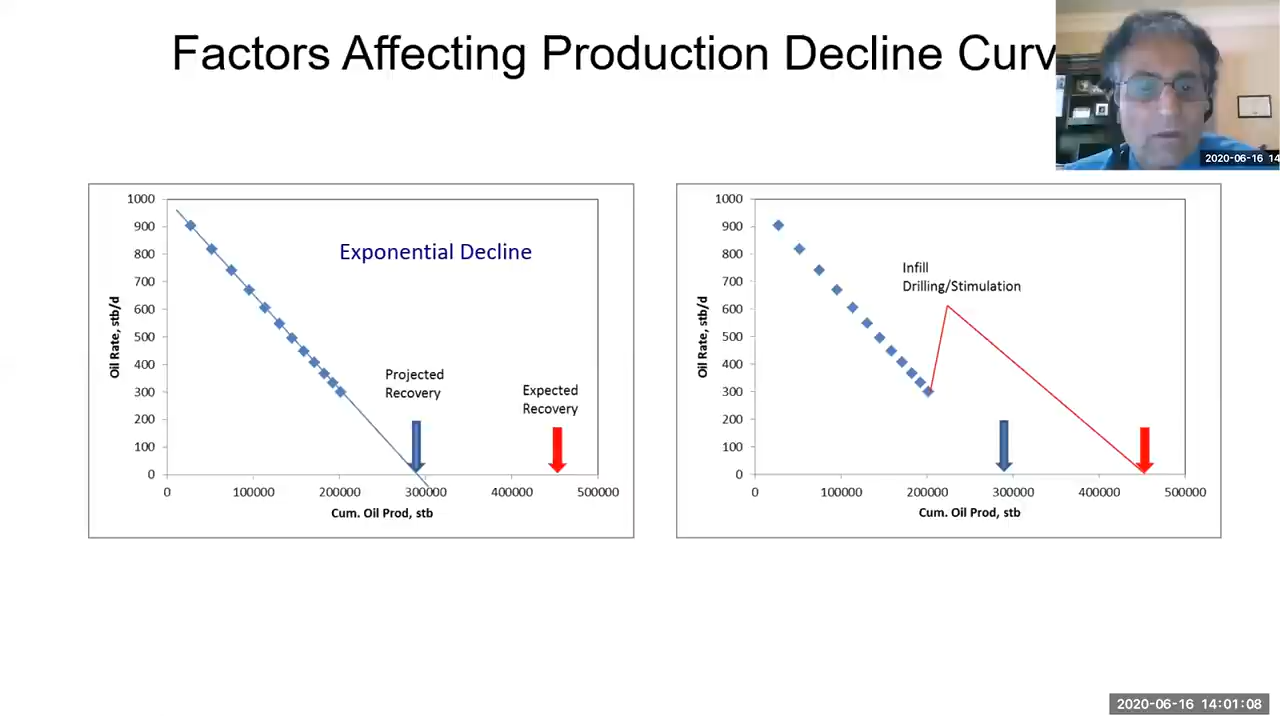 Factors Affecting Production Decline Curv
2020-06-16 14
1000
900
800
700
600
500
400
300
200
100
0
Oil Rate, stb/d
Exponential Decline
Projected
Recovery
Expected
Recovery
0 100000 200000 300000 400000 500000
Cum. Oil Prod, stb
1000
900
800
700
600
500
400
300
200
100
0
Oil Rate, stb/d
Infill
Drilling/Stimulation
0 100000 200000 300000 400000 500000
Cum. Oil Prod, stb
2020-06-16 14:01:08